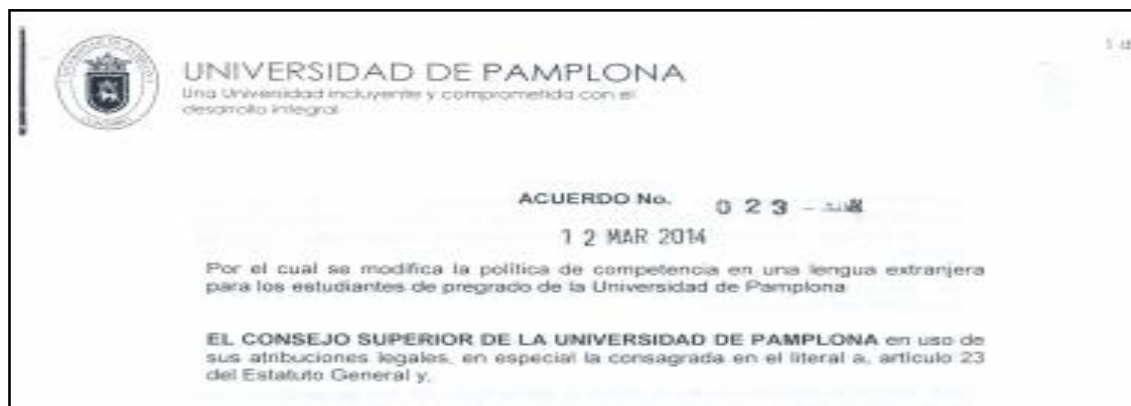 UNIVERSIDAD DE PAMPLONA
Una Universidad incluyente y comprometida con el
desarrollo integral
ACUERDO No. 023 -
12 MAR 2014
Por el cual se modifica la política de competencia en una lengua extranjera
para los estudiantes de pregrado de la Universidad de Pamplona
EL CONSEJO SUPERIOR DE LA UNIVERSIDAD DE PAMPLONA en uso de
sus atribuciones legales, en especial la consagrada en el literal a, artículo 23
del Estatuto General y,